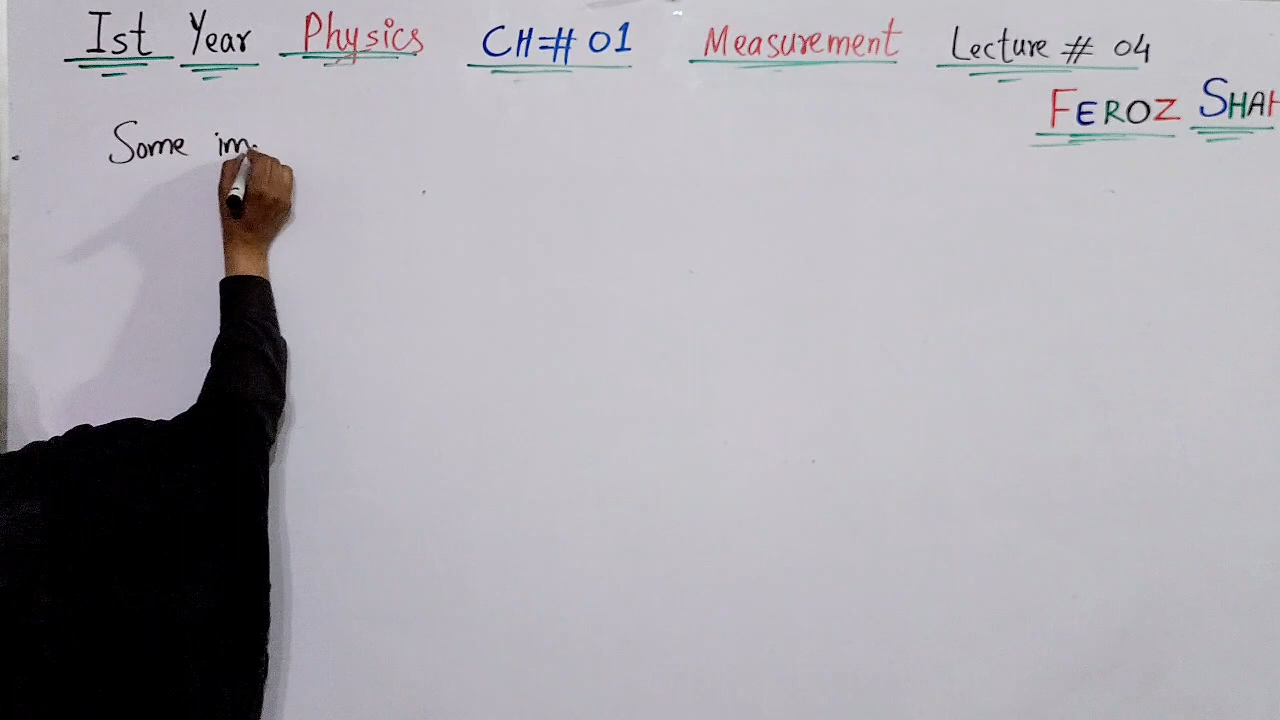 Ist Year Physics CH=# 01 Measurement Lecture # 04
FEROZ SHAH
Some im